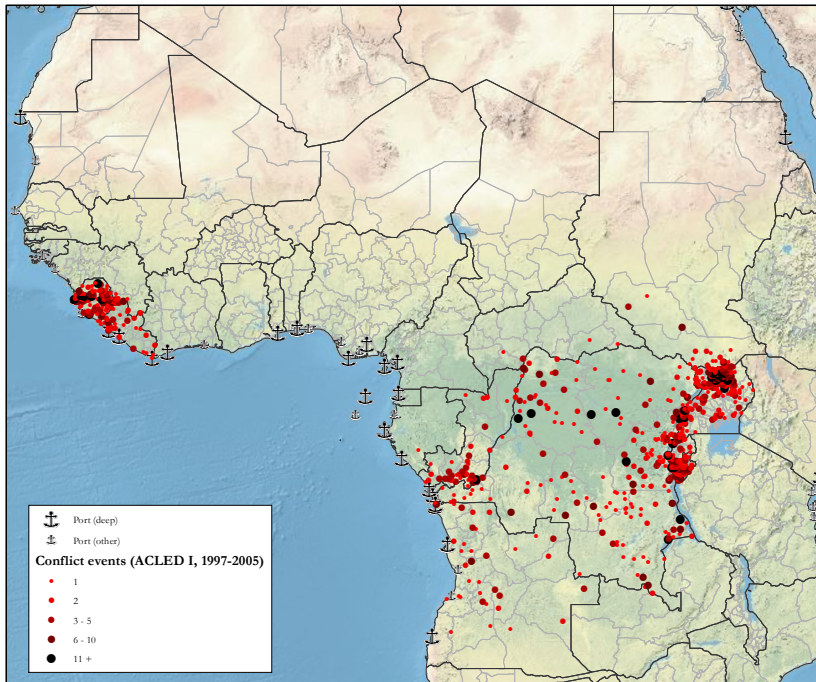 Port (deep)
Port (other)
Conflict events (ACLED I, 1997-2005)
1
2
3 - 5
6 - 10
11 +